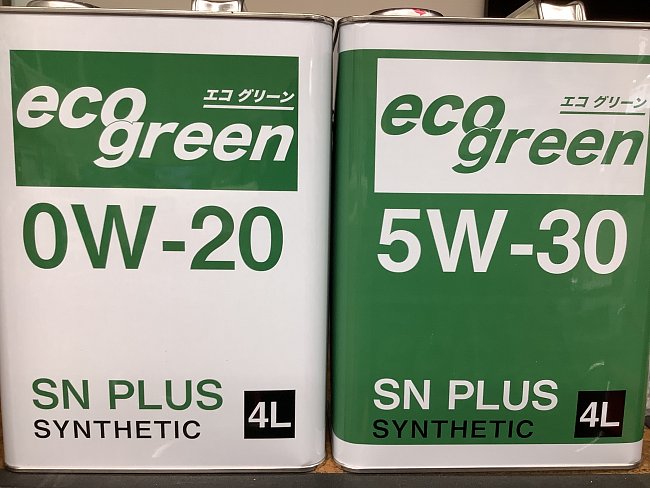 eco エコ グリーン
green
0W-20
SN PLUS
SYNTHETIC 4L
eco エコ グリーン
green
5W-30
SN PLUS
SYNTHETIC 4L